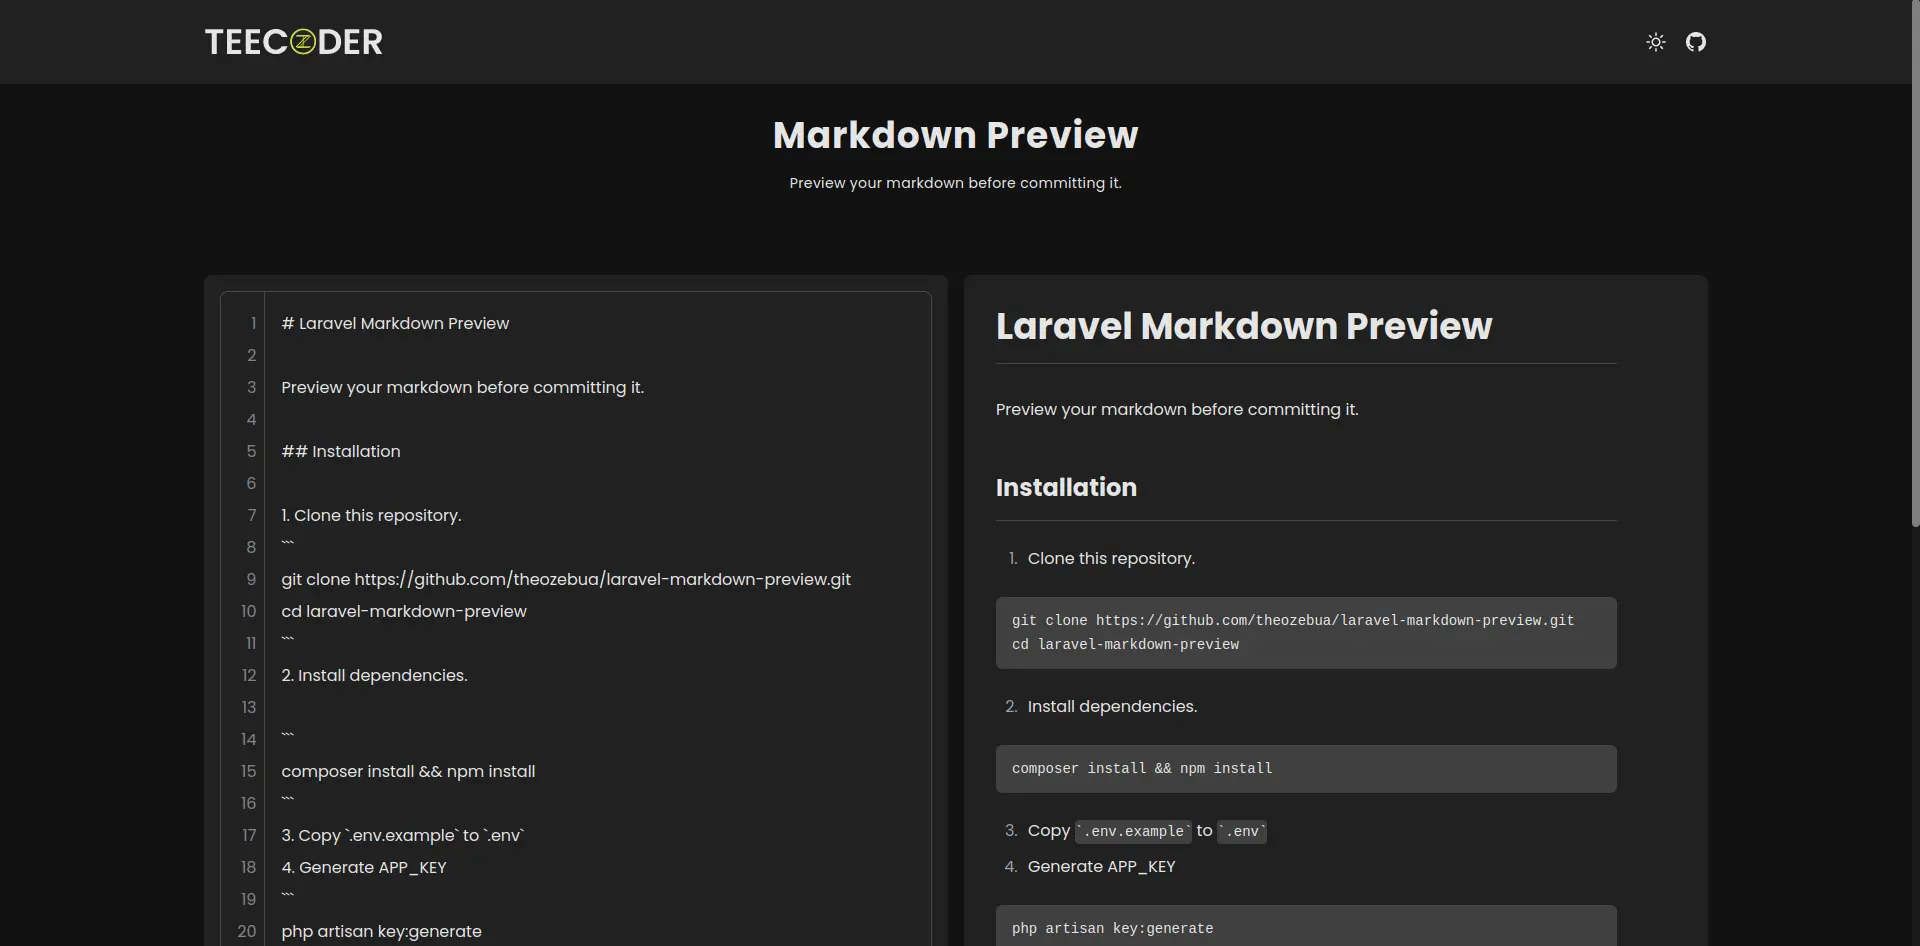 TEECODER
Markdown Preview
Preview your markdown before committing it.
1 # Laravel Markdown Preview
2
3 Preview your markdown before committing it.
4
5 ## Installation
6
7 1. Clone this repository.
8 ```
9 git clone https://github.com/theozebua/laravel-markdown-preview.git
10 cd laravel-markdown-preview
11 ```
12 2. Install dependencies.
13
14 ```
15 composer install && npm install
16 ```
17 3. Copy `.env.example` to `.env`
18 4. Generate APP_KEY
19 ```
20 php artisan key:generate
Laravel Markdown Preview
Preview your markdown before committing it.
Installation
1. Clone this repository.
git clone https://github.com/theozebua/laravel-markdown-preview.git
cd laravel-markdown-preview
2. Install dependencies.
composer install && npm install
3. Copy `.env.example` to `.env`
4. Generate APP_KEY
php artisan key:generate